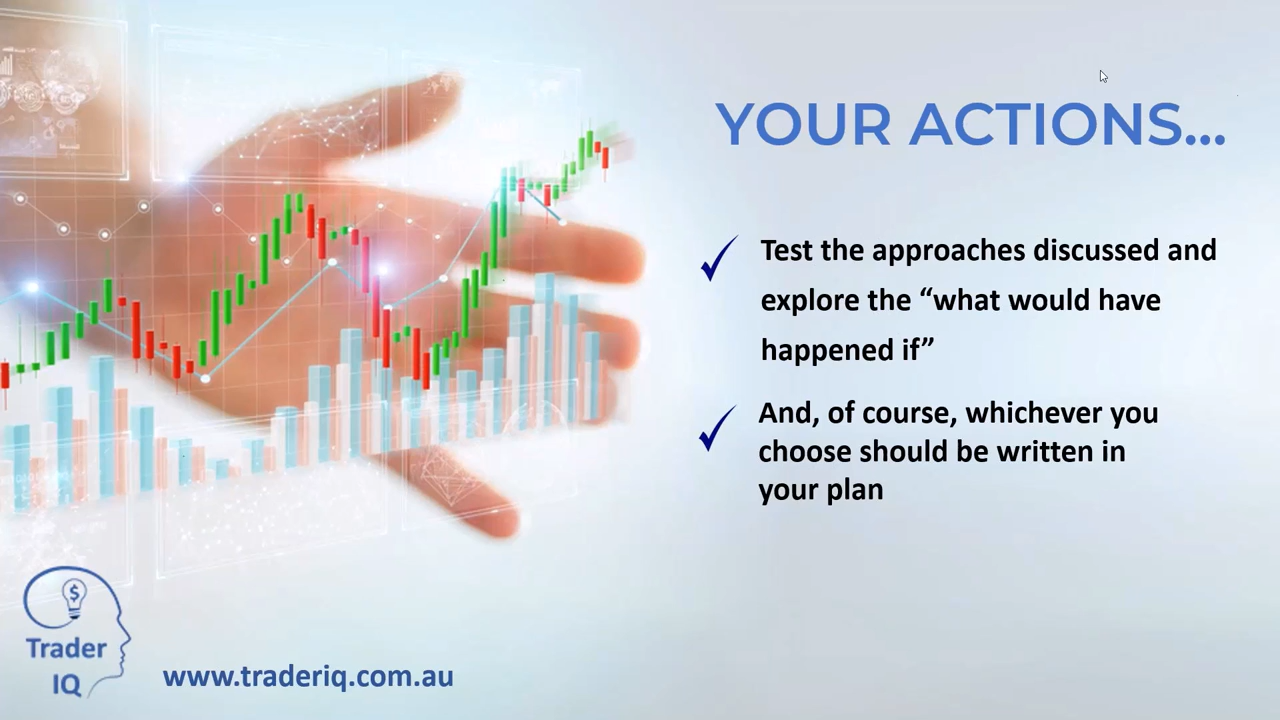 YOUR ACTIONS...
Test the approaches discussed and
explore the “what would have
happened if”
And, of course, whichever you
choose should be written in
your plan
$
Trader
IQ
www.traderiq.com.au